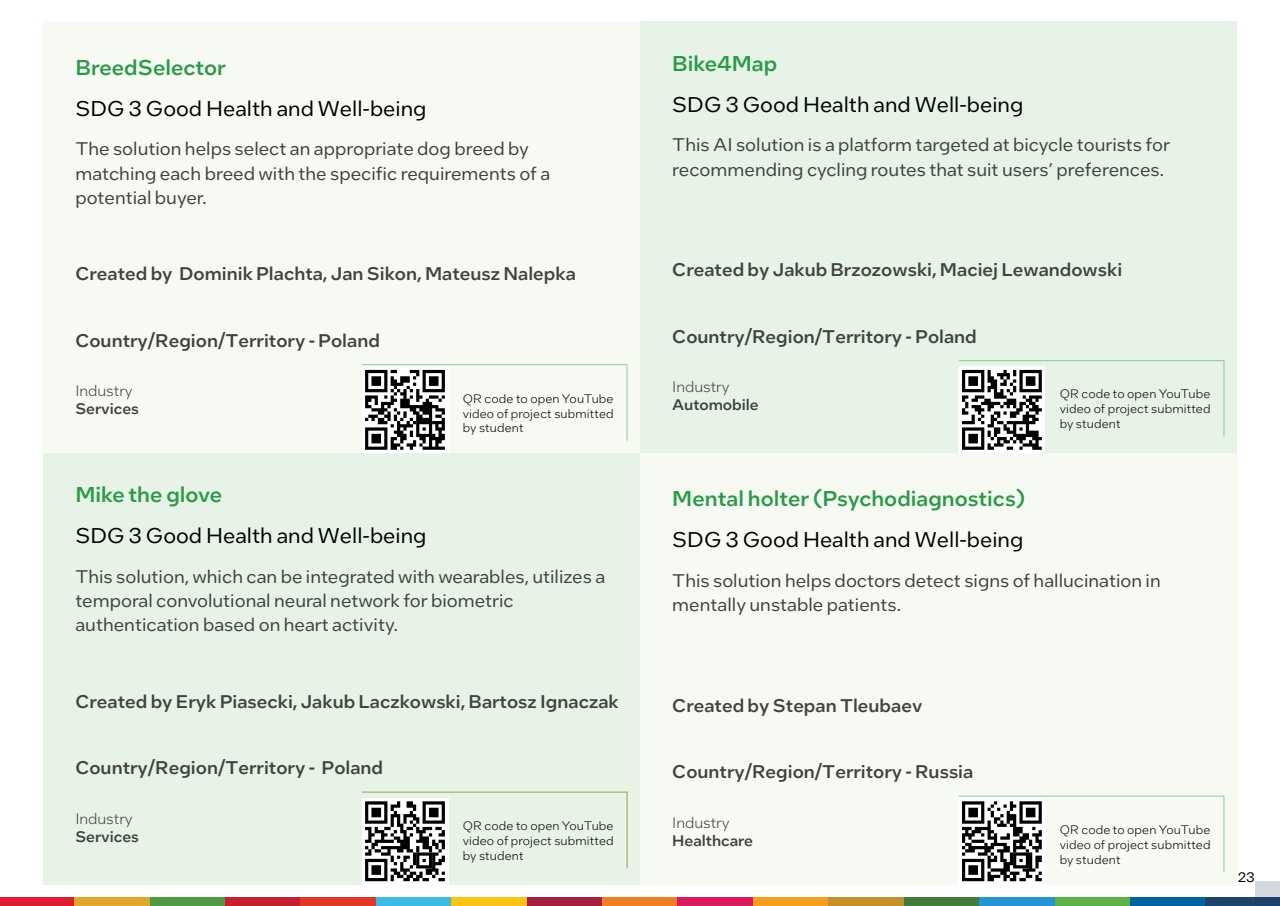 BreedSelector
SDG 3 Good Health and Well-being
The solution helps select an appropriate dog breed by
matching each breed with the specific requirements of a
potential buyer.
Created by  Dominik Plachta, Jan Sikon, Mateusz Nalepka
Country/Region/Territory - Poland
Industry
Services
QR code to open YouTube
video of project submitted
by student
Bike4Map
SDG 3 Good Health and Well-being
This AI solution is a platform targeted at bicycle tourists for
recommending cycling routes that suit users’ preferences.
Created by Jakub Brzozowski, Maciej Lewandowski
Country/Region/Territory - Poland
Industry
Automobile
QR code to open YouTube
video of project submitted
by student
Mike the glove
SDG 3 Good Health and Well-being
This solution, which can be integrated with wearables, utilizes a
temporal convolutional neural network for biometric
authentication based on heart activity.
Created by Eryk Piasecki, Jakub Laczkowski, Bartosz Ignaczak
Country/Region/Territory -  Poland
Industry
Services
QR code to open YouTube
video of project submitted
by student
Mental holter (Psychodiagnostics)
SDG 3 Good Health and Well-being
This solution helps doctors detect signs of hallucination in
mentally unstable patients.
Created by Stepan Tleubaev
Country/Region/Territory - Russia
Industry
Healthcare
QR code to open YouTube
video of project submitted
by student
23